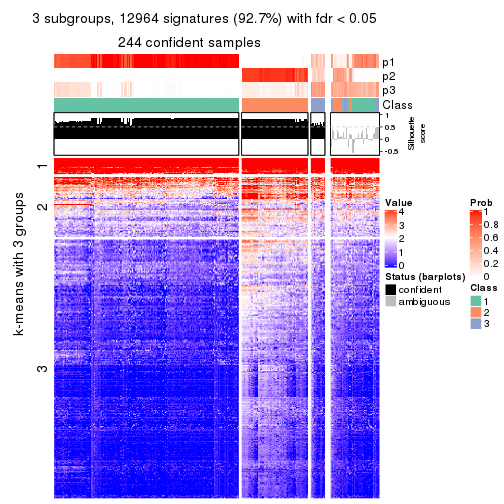 3 subgroups, 12964 signatures (92.7%) with fdr < 0.05
244 confident samples
p1
p2
p3
Class
1
0.5
0
-0.5
Silhouette
score
k-means with 3 groups
1
2
3
Value
4
3
2
1
0
Status (barplots)
confident
ambiguous
Prob
1
0.8
0.6
0.4
0.2
0
Class
1
2
3